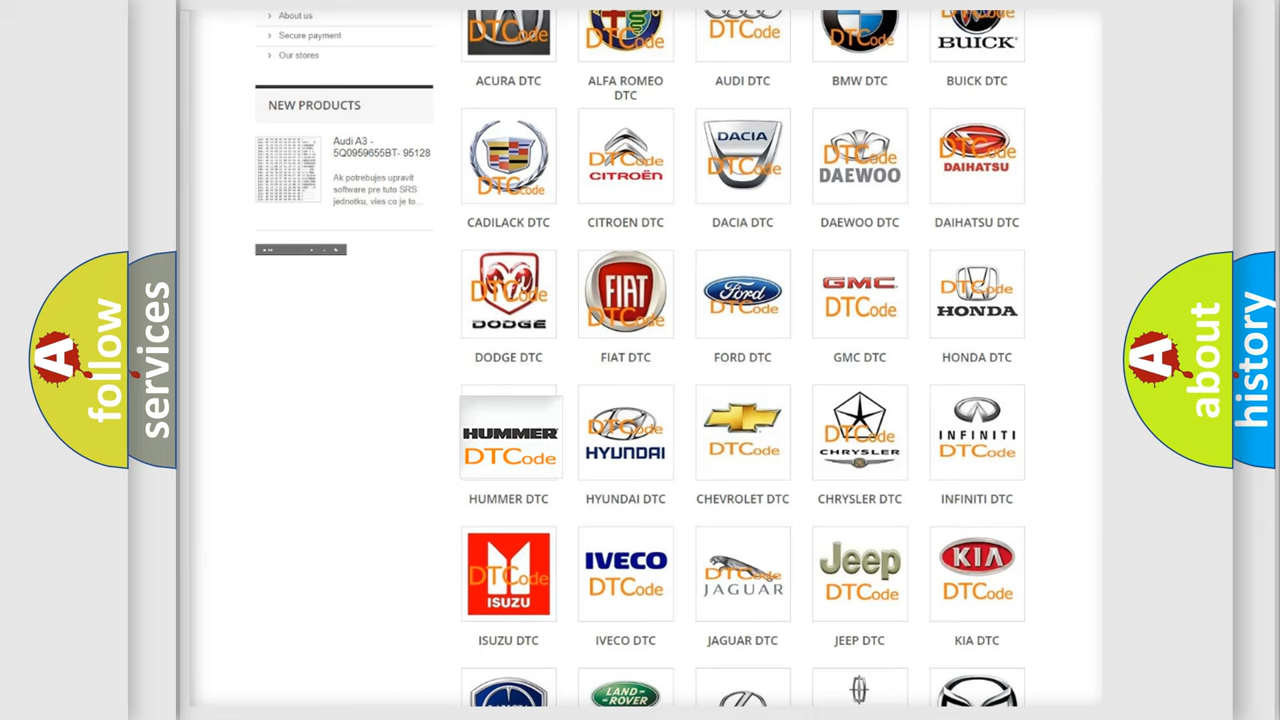 About us
Secure payment
Our stores
NEW PRODUCTS
Audi A3 -
5Q0959655BT- 95128
Ak potrebujes upravit
software pre tuto SRS
jednotku, vies co je to...
DTCode
DTCode
DTCode
DTCode
DTCode
BUICK
ACURA DTC
ALFA ROMEO
DTC
AUDI DTC
BMW DTC
BUICK DTC
DTCode
DTCode
CITROËN
DACIA
DTCode
DTCode
DAEWOO
DTCode
DAIHATSU
CADILACK DTC
CITROEN DTC
DACIA DTC
DAEWOO DTC
DAIHATSU DTC
DTCode
DODGE
FIAT
DTCode
Ford
DTCode
GMC
DTCode
DTCode
HONDA
DODGE DTC
FIAT DTC
FORD DTC
GMC DTC
HONDA DTC
HUMMER
DTCode
DTCode
HYUNDAI
DTCode
DTCode
CHRYSLER
INFINITI
DTCode
HUMMER DTC
HYUNDAI DTC
CHEVROLET DTC
CHRYSLER DTC
INFINITI DTC
DTCode
ISUZU
IVECO
DTCode
DTCode
JAGUAR
Jeep
DTCode
KIA
DTCode
ISUZU DTC
IVECO DTC
JAGUAR DTC
JEEP DTC
KIA DTC
LAND-
ROVER
A follow
services
A about
history